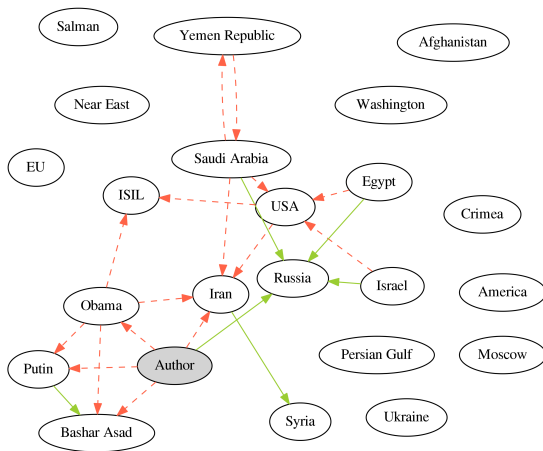 Salman
Yemen Republic
Afghanistan
Near East
Washington
Saudi Arabia
EU
ISIL
USA
Egypt
Crimea
Russia
Iran
Israel
America
Obama
Persian Gulf
Moscow
Putin
Author
Syria
Ukraine
Bashar Asad